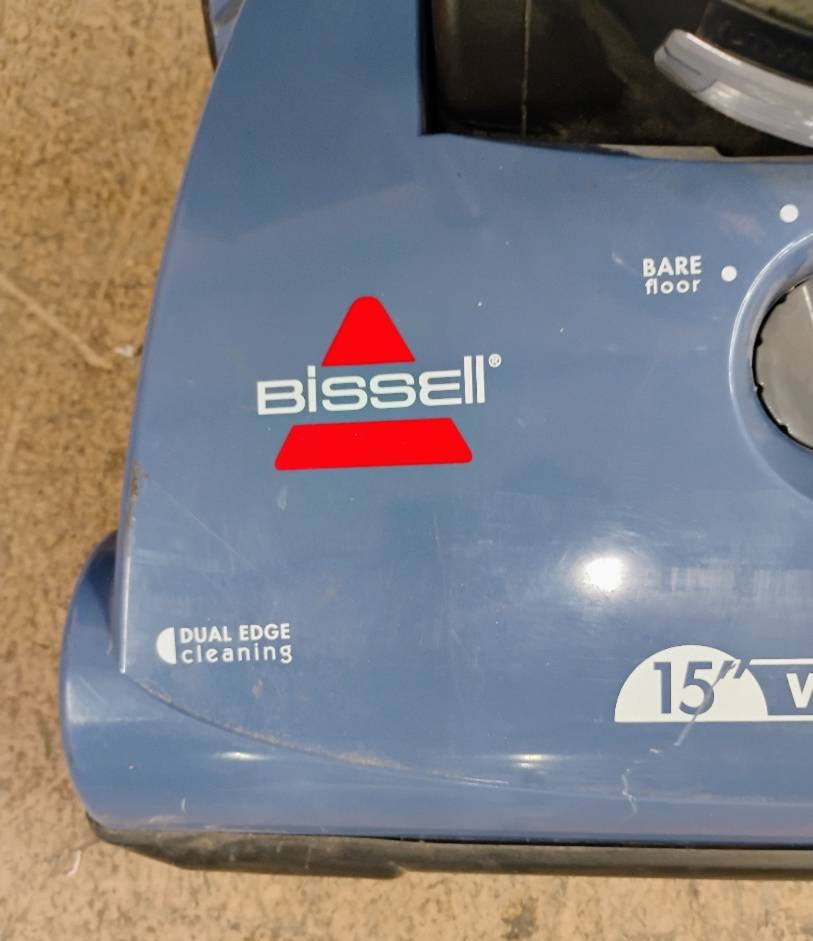 BARE
floor
Bissell®
DUAL EDGE
cleaning
15"